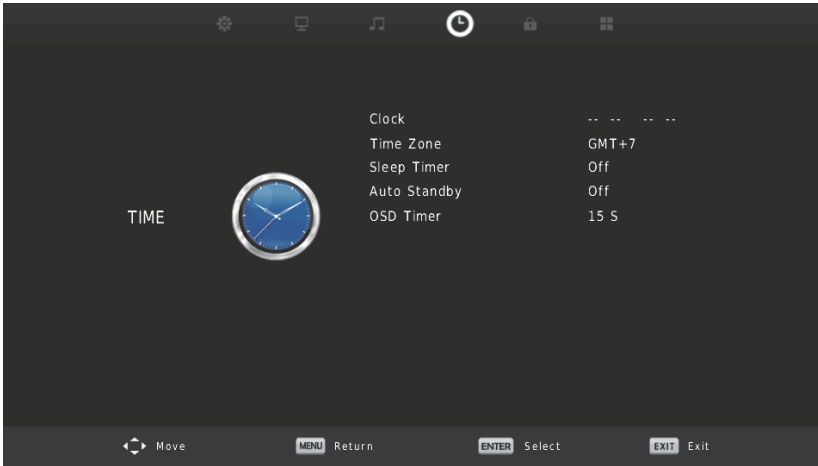 Clock -- -- -- --
Time Zone GMT+7
Sleep Timer Off
Auto Standby Off
TIME
OSD Timer 15 S
Move MENU Return ENTER Select EXIT Exit